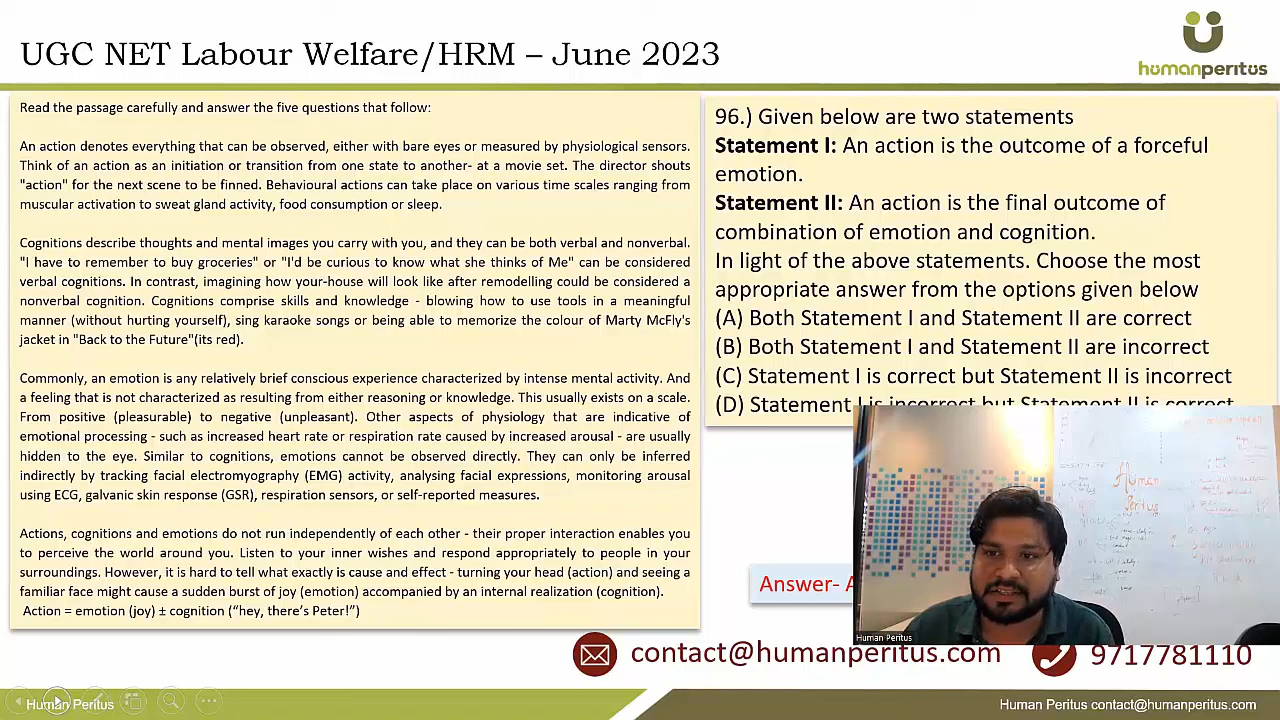 UGC NET Labour Welfare/HRM – June 2023
humanperitus
Read the passage carefully and answer the five questions that follow:
An action denotes everything that can be observed, either with bare eyes or measured by physiological sensors.
Think of an action as an initiation or transition from one state to another- at a movie set. The director shouts
"action" for the next scene to be finned. Behavioural actions can take place on various time scales ranging from
muscular activation to sweat gland activity, food consumption or sleep.
Cognitions describe thoughts and mental images you carry with you, and they can be both verbal and nonverbal.
"I have to remember to buy groceries" or "I'd be curious to know what she thinks of Me" can be considered
verbal cognitions. In contrast, imagining how your-house will look like after remodelling could be considered a
nonverbal cognition. Cognitions comprise skills and knowledge - blowing how to use tools in a meaningful
manner (without hurting yourself), sing karaoke songs or being able to memorize the colour of Marty McFly's
jacket in "Back to the Future"(its red).
Commonly, an emotion is any relatively brief conscious experience characterized by intense mental activity. And
a feeling that is not characterized as resulting from either reasoning or knowledge. This usually exists on a scale.
From positive (pleasurable) to negative (unpleasant). Other aspects of physiology that are indicative of
emotional processing - such as increased heart rate or respiration rate caused by increased arousal - are usually
hidden to the eye. Similar to cognitions, emotions cannot be observed directly. They can only be inferred
indirectly by tracking facial electromyography (EMG) activity, analysing facial expressions, monitoring arousal
using ECG, galvanic skin response (GSR), respiration sensors, or self-reported measures.
Actions, cognitions and emotions do not run independently of each other - their proper interaction enables you
to perceive the world around you. Listen to your inner wishes and respond appropriately to people in your
surroundings. However, it is hard to tell what exactly is cause and effect - turning your head (action) and seeing a
familiar face might cause a sudden burst of joy (emotion) accompanied by an internal realization (cognition).
Action = emotion (joy) ± cognition (“hey, there’s Peter!”)
96.) Given below are two statements
Statement I: An action is the outcome of a forceful
emotion.
Statement II: An action is the final outcome of
combination of emotion and cognition.
In light of the above statements. Choose the most
appropriate answer from the options given below
(A) Both Statement I and Statement II are correct
(B) Both Statement I and Statement II are incorrect
(C) Statement I is correct but Statement II is incorrect
(D) Statement I is incorrect but Statement II is correct
Answer- A
Human
Peritus
Human Peritus
contact@humanperitus.com
9717781110
Human Peritus
Human Peritus contact@humanperitus.com